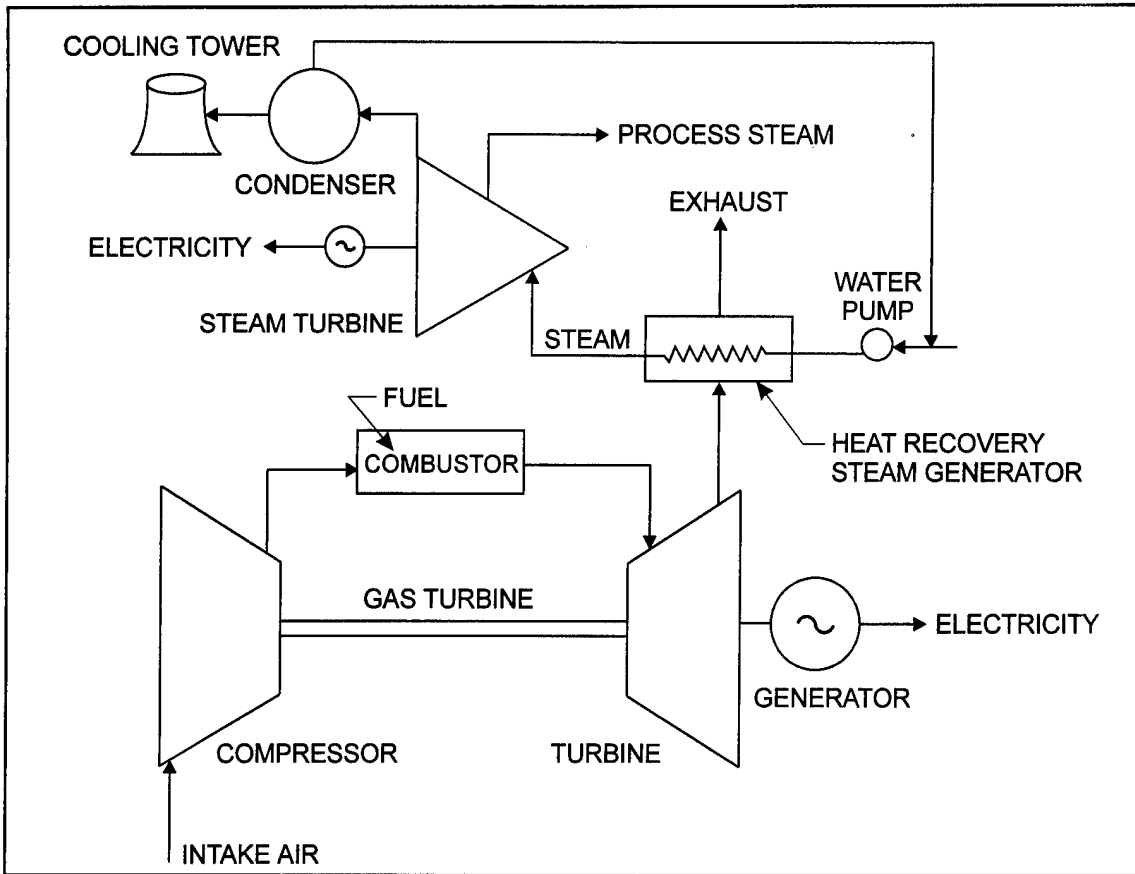 COOLING TOWER
CONDENSER
PROCESS STEAM
EXHAUST
ELECTRICITY
WATER
PUMP
STEAM TURBINE
STEAM
FUEL
COMBUSTOR
HEAT RECOVERY
STEAM GENERATOR
GAS TURBINE
ELECTRICITY
GENERATOR
COMPRESSOR
TURBINE
INTAKE AIR